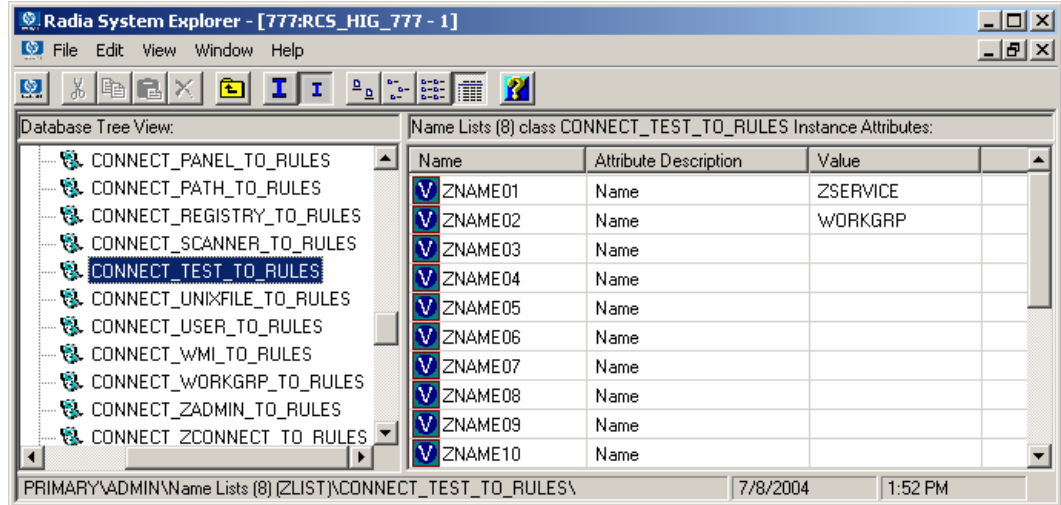 Radia System Explorer - [777:RCS_HIG_777 - 1]
File Edit View Window Help
Database Tree View:
CONNECT_PANEL_TO_RULES
CONNECT_PATH_TO_RULES
CONNECT_REGISTRY_TO_RULES
CONNECT_SCANNER_TO_RULES
CONNECT_TEST_TO_RULES
CONNECT_UNIXFILE_TO_RULES
CONNECT_USER_TO_RULES
CONNECT_WMI_TO_RULES
CONNECT_WORKGRP_TO_RULES
CONNECT_ZADMIN_TO_RULES
CONNECT_ZCONNECT_TO_RULES
Name Lists (8) class CONNECT_TEST_TO_RULES Instance Attributes:
Name Attribute Description Value
V ZNAME01 Name ZSERVICE
V ZNAME02 Name WORKGRP
V ZNAME03 Name
V ZNAME04 Name
V ZNAME05 Name
V ZNAME06 Name
V ZNAME07 Name
V ZNAME08 Name
V ZNAME09 Name
V ZNAME10 Name
PRIMARY\ADMIN\Name Lists (8) (ZLIST)\CONNECT_TEST_TO_RULES\ 7/8/2004 1:52 PM